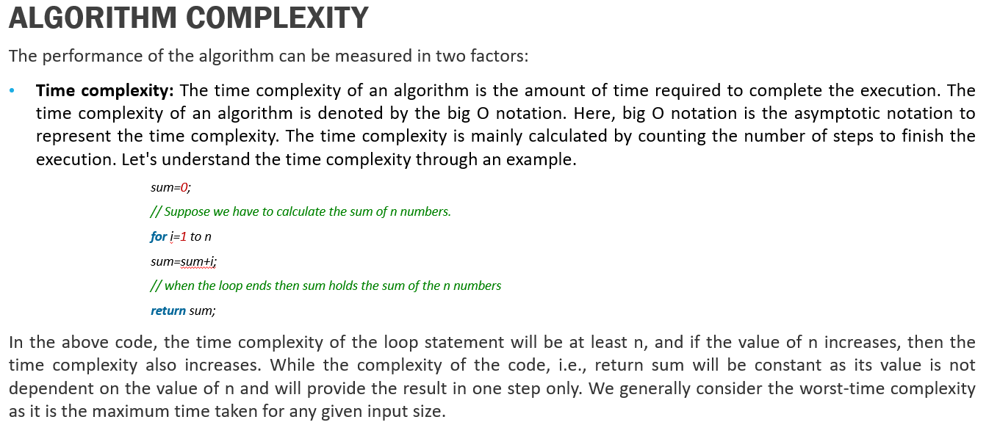 ALGORITHM COMPLEXITY
The performance of the algorithm can be measured in two factors:
• Time complexity: The time complexity of an algorithm is the amount of time required to complete the execution. The
time complexity of an algorithm is denoted by the big O notation. Here, big O notation is the asymptotic notation to
represent the time complexity. The time complexity is mainly calculated by counting the number of steps to finish the
execution. Let's understand the time complexity through an example.
sum=0;
// Suppose we have to calculate the sum of n numbers.
for i=1 to n
sum=sum+i;
// when the loop ends then sum holds the sum of the n numbers
return sum;
In the above code, the time complexity of the loop statement will be at least n, and if the value of n increases, then the
time complexity also increases. While the complexity of the code, i.e., return sum will be constant as its value is not
dependent on the value of n and will provide the result in one step only. We generally consider the worst-time complexity
as it is the maximum time taken for any given input size.